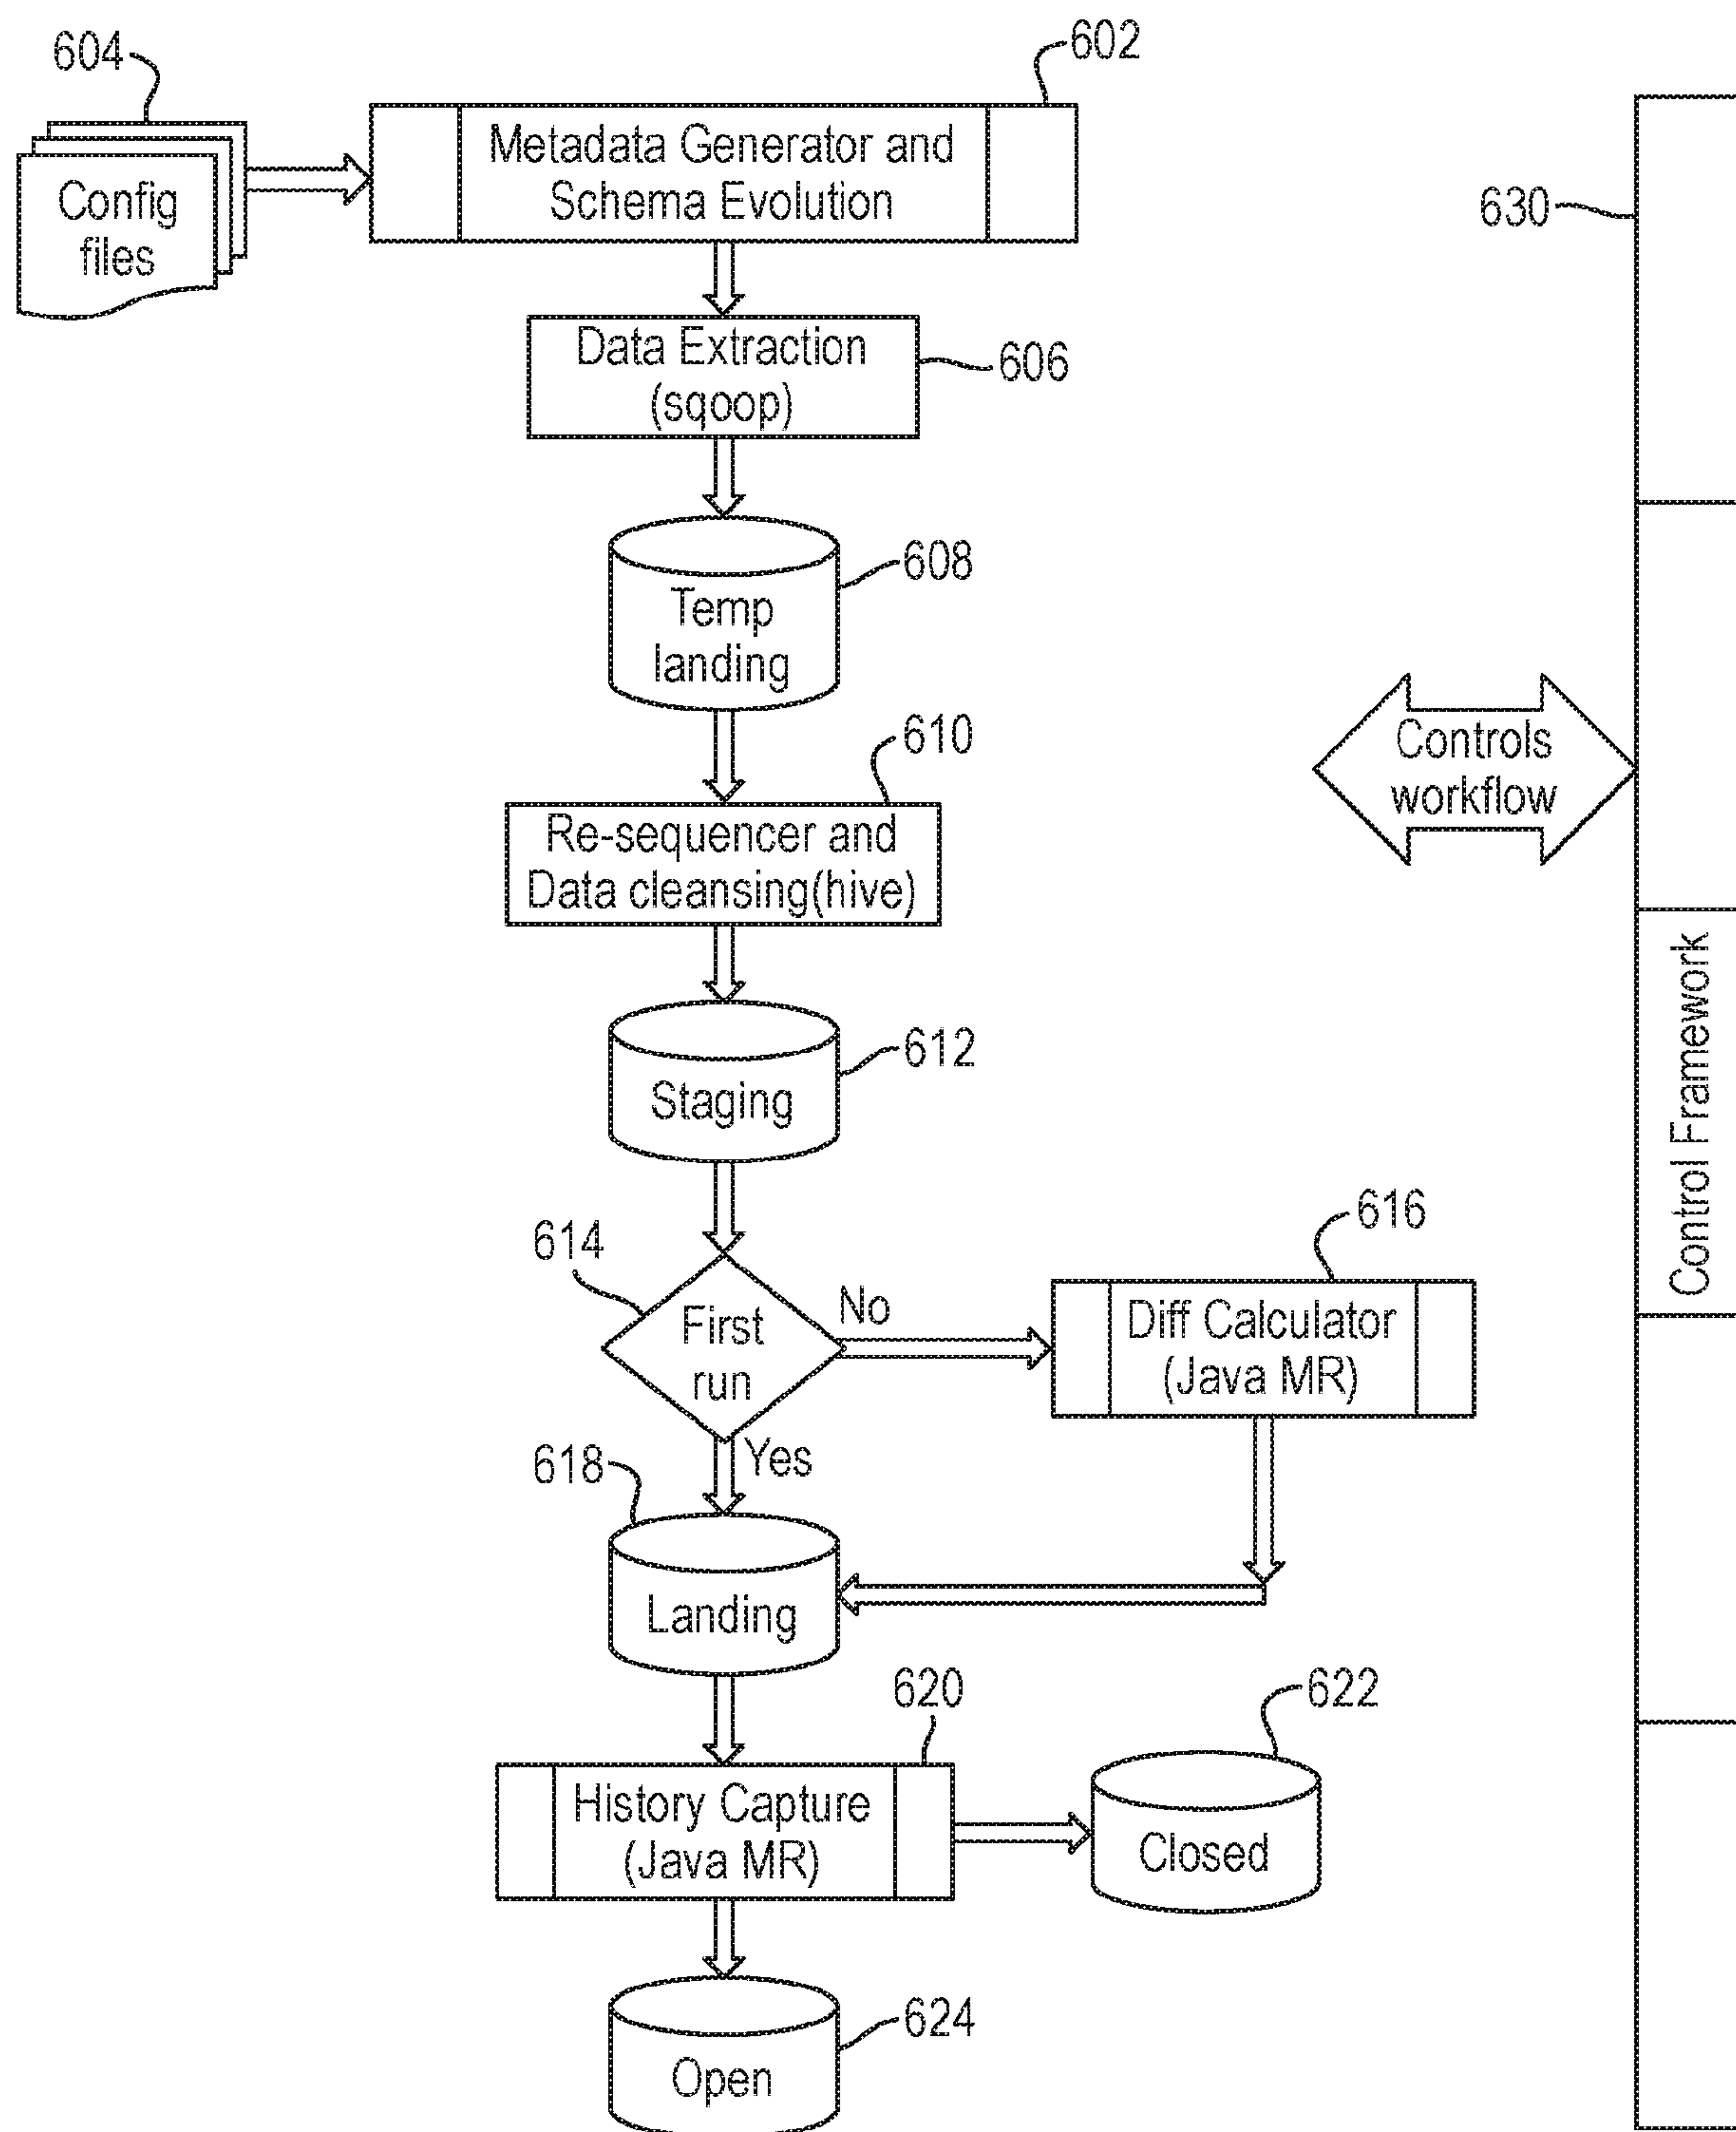 604
602
Metadata Generator and
Schema Evolution
Config
files
630
Data Extraction
(sqoop)
606
608
Temp
landing
610
Controls
workflow
Re-sequencer and
Data cleansing(hive)
Control Framework
612
Staging
616
614
No
First
run
Diff Calculator
(Java MR)
618
Yes
Landing
620
622
History Capture
(Java MR)
Closed
624
Open